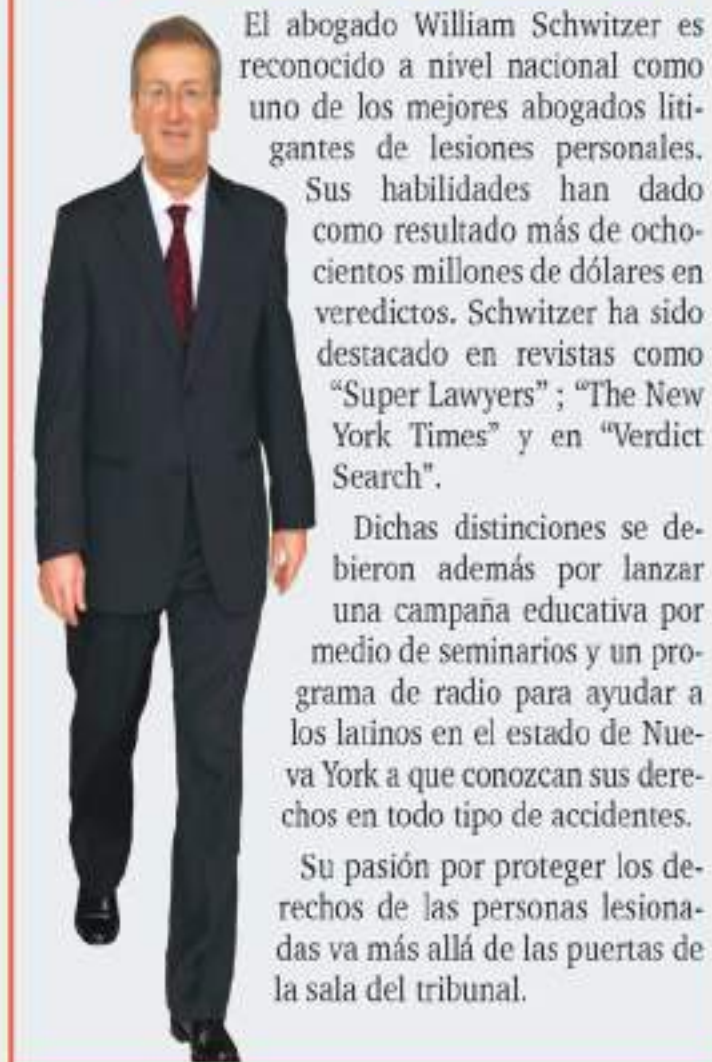 El abogado William Schwitzer es
reconocido a nivel nacional como
uno de los mejores abogados liti-
gantes de lesiones personales.
Sus habilidades han dado
como resultado más de ocho-
cientos millones de dólares en
veredictos. Schwitzer ha sido
destacado en revistas como
“Super Lawyers” ; “The New
York Times” y en “Verdict
Search".
Dichas distinciones se de-
bieron además por lanzar
una campaña educativa por
medio de seminarios y un pro-
grama de radio para ayudar a
los latinos en el estado de Nue-
va York a que conozcan sus dere-
chos en todo tipo de accidentes.
Su pasión por proteger los de-
rechos de las personas lesiona-
das va más allá de las puertas de
la sala del tribunal.